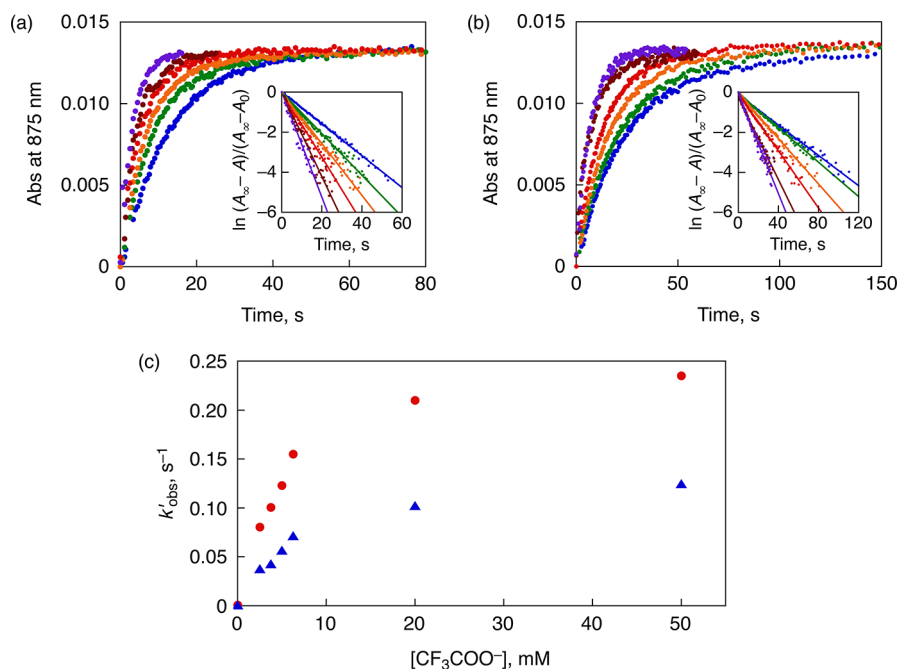 (a)
0.015
0.010
0.005
0
Abs at 875 nm
0 20 40 60 80
Time, s
0
−2
−4
−6
ln (A∞− A)/(A∞−A0)
0 20 40 60
Time, s
(b)
0.015
0.010
0.005
0
Abs at 875 nm
0 50 100 150
Time, s
0
−2
−4
−6
ln (A∞− A)/(A∞−A0)
0 40 80 120
Time, s
(c)
0.25
0.20
0.15
0.10
0.05
0
k′obs, s−1
0 10 20 30 40 50
[CF3COO−], mM